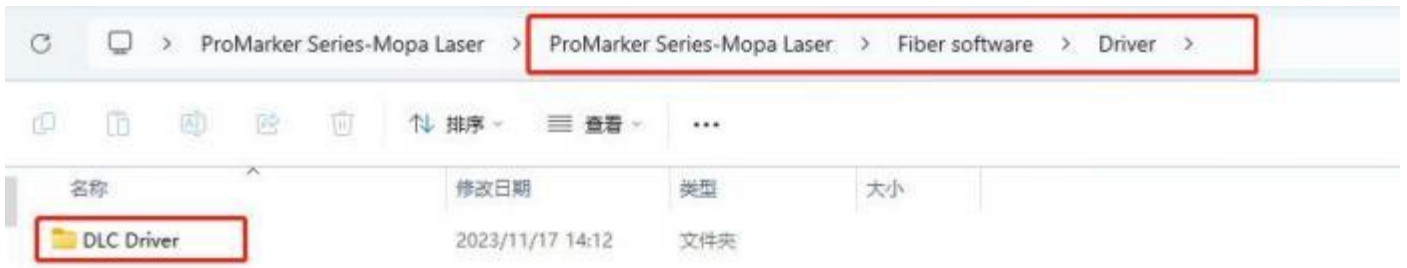 ProMarker Series-Mopa Laser > ProMarker Series-Mopa Laser > Fiber software > Driver >
排序 查看 ...
名称 修改日期 类型 大小
DLC Driver 2023/11/17 14:12 文件夹